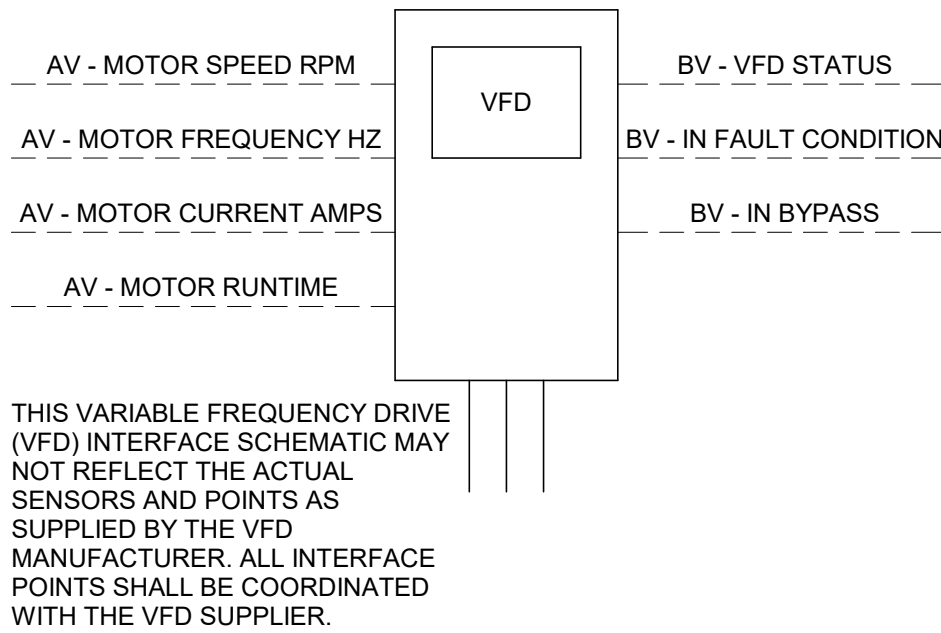 AV - MOTOR SPEED RPM
AV - MOTOR FREQUENCY HZ
AV - MOTOR CURRENT AMPS
AV - MOTOR RUNTIME
VFD
BV - VFD STATUS
BV - IN FAULT CONDITION
BV - IN BYPASS
THIS VARIABLE FREQUENCY DRIVE
(VFD) INTERFACE SCHEMATIC MAY
NOT REFLECT THE ACTUAL
SENSORS AND POINTS AS
SUPPLIED BY THE VFD
MANUFACTURER. ALL INTERFACE
POINTS SHALL BE COORDINATED
WITH THE VFD SUPPLIER.